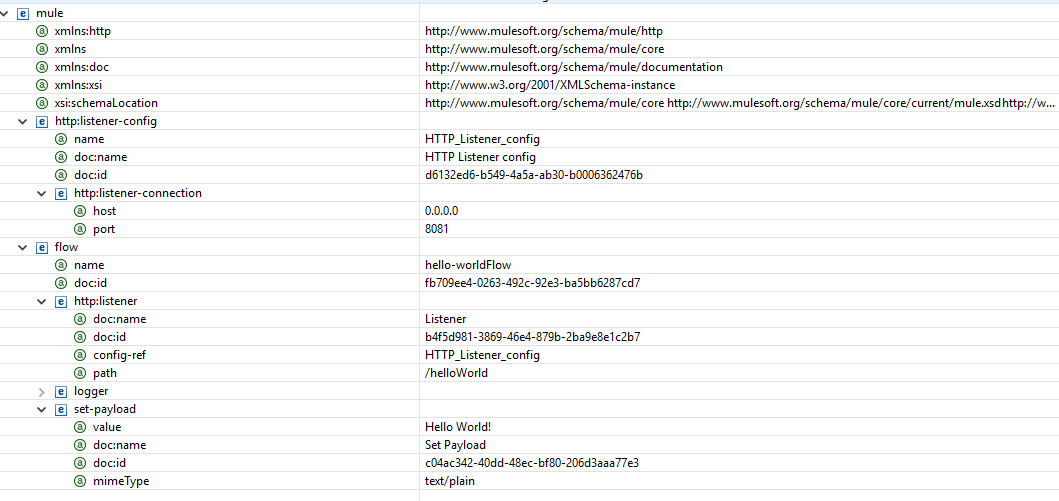 mule
xmlns:http http://www.mulesoft.org/schema/mule/http
xmlns http://www.mulesoft.org/schema/mule/core
xmlns:doc http://www.mulesoft.org/schema/mule/documentation
xmlns:xsi http://www.w3.org/2001/XMLSchema-instance
xsi:schemaLocation http://www.mulesoft.org/schema/mule/core http://www.mulesoft.org/schema/mule/core/current/mule.xsdhttp://w...
http:listener-config
name HTTP_Listener_config
doc:name HTTP Listener config
doc:id d6132ed6-b549-4a5a-ab30-b0006362476b
http:listener-connection
host 0.0.0.0
port 8081
flow
name hello-worldFlow
doc:id fb709ee4-0263-492c-92e3-ba5bb6287cd7
http:listener
doc:name Listener
doc:id b4f5d981-3869-46e4-879b-2ba9e8e1c2b7
config-ref HTTP_Listener_config
path /helloWorld
logger
set-payload
value Hello World!
doc:name Set Payload
doc:id c04ac342-40dd-48ec-bf80-206d3aaa77e3
mimeType text/plain